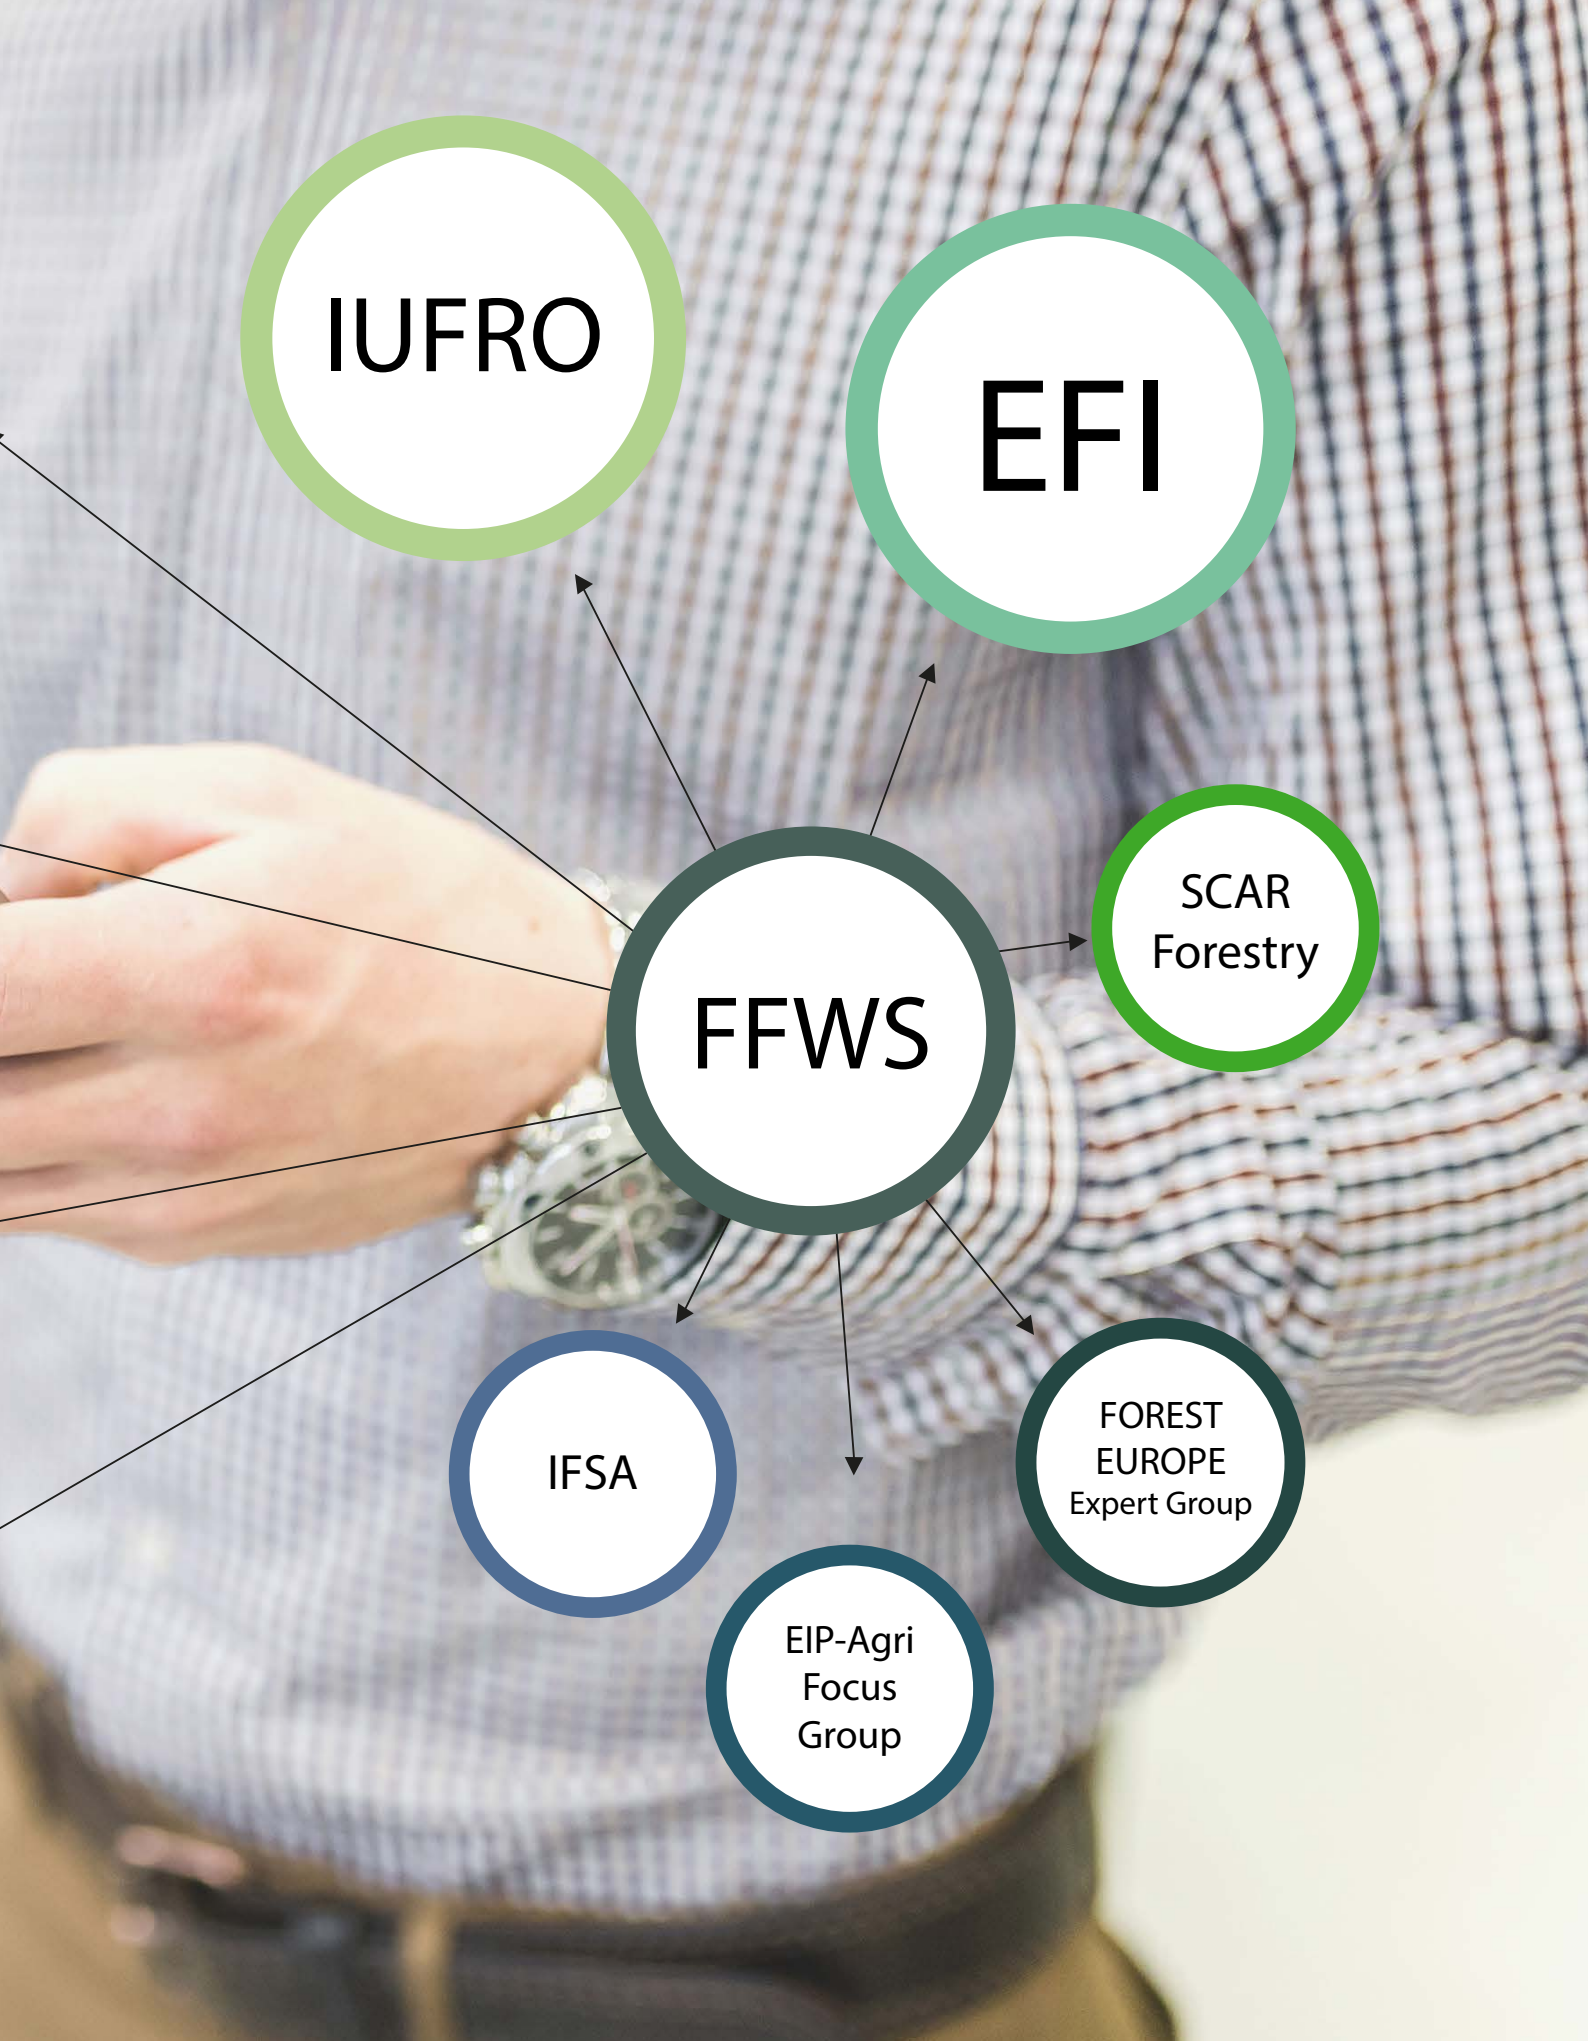 IUFRO
EFI
SCAR
Forestry
FFWS
FOREST
EUROPE
Expert Group
IFSA
EIP-Agri
Focus
Group